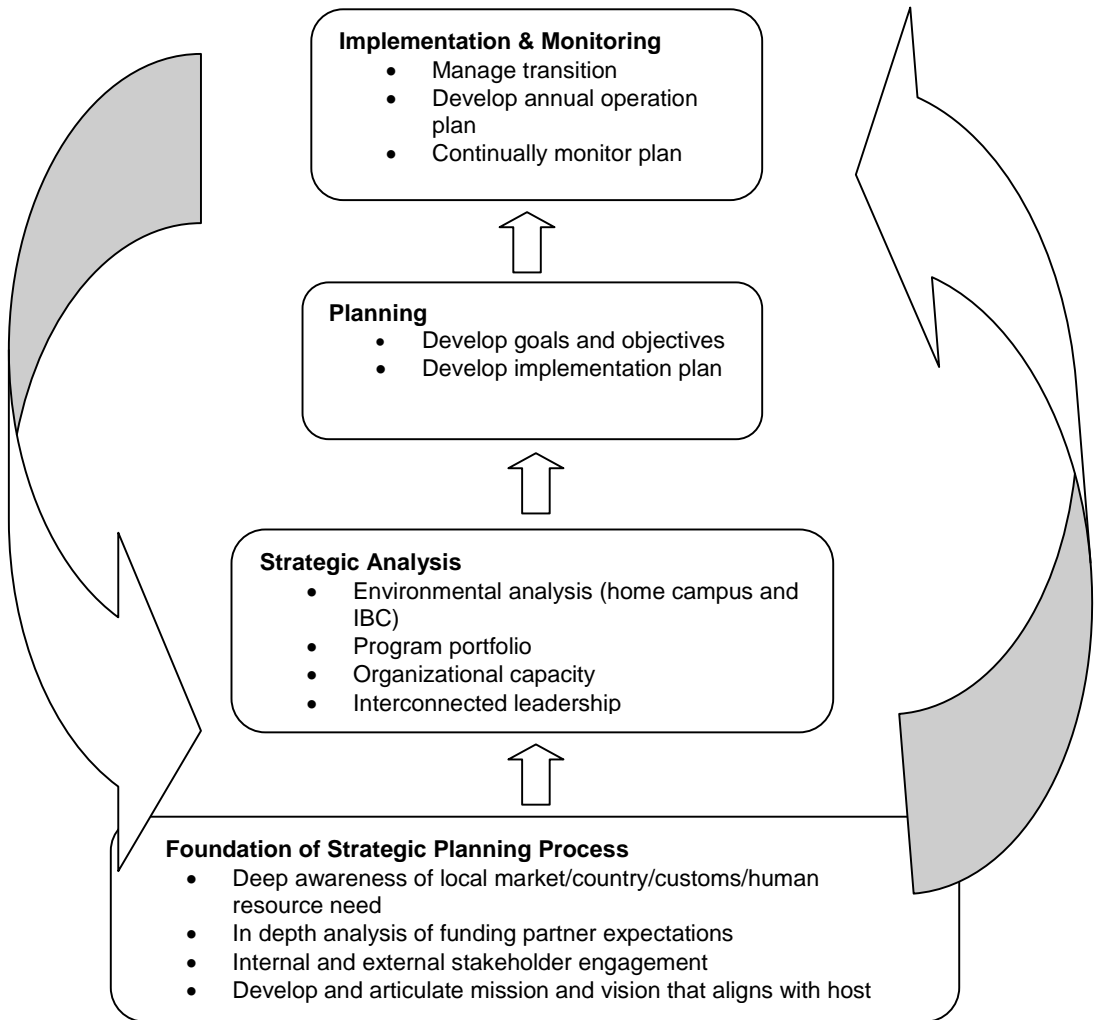 Implementation & Monitoring
• Manage transition
• Develop annual operation
plan
• Continually monitor plan
Planning
• Develop goals and objectives
• Develop implementation plan
Strategic Analysis
• Environmental analysis (home campus and
IBC)
• Program portfolio
• Organizational capacity
• Interconnected leadership
Foundation of Strategic Planning Process
• Deep awareness of local market/country/customs/human
resource need
• In depth analysis of funding partner expectations
• Internal and external stakeholder engagement
• Develop and articulate mission and vision that aligns with host